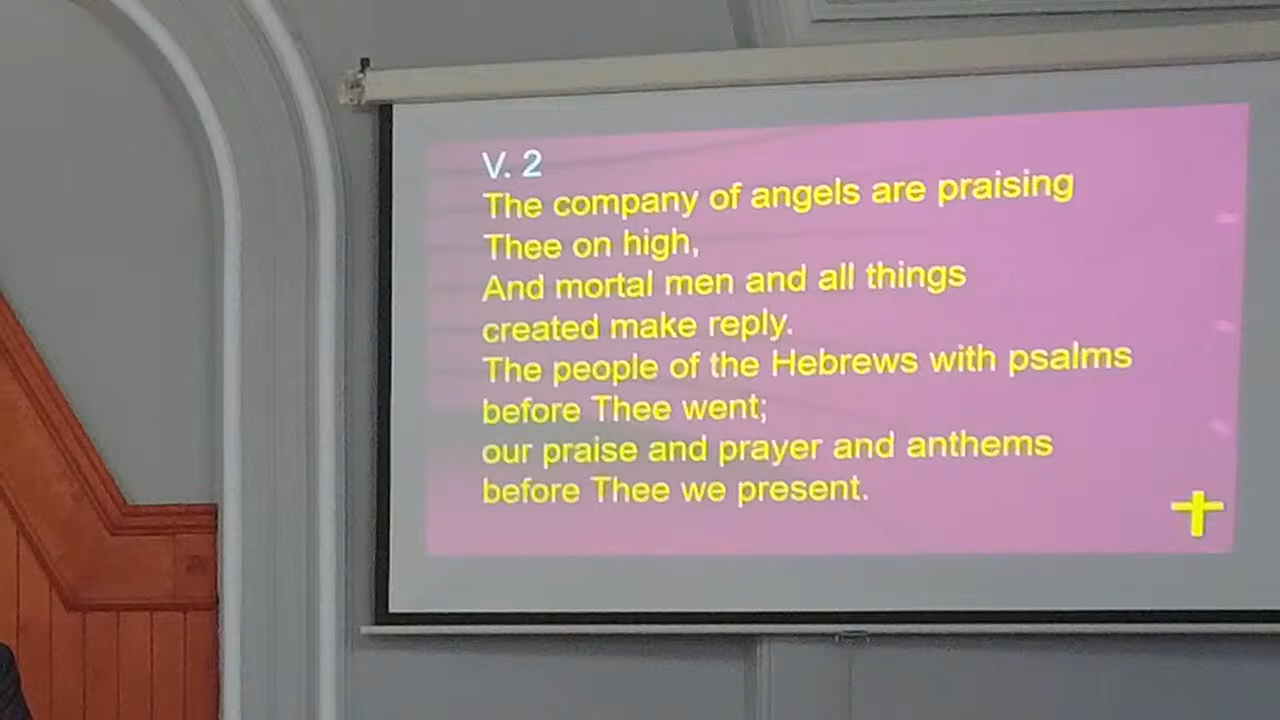 V. 2
The company of angels are praising
Thee on high,
And mortal men and all things
created make reply.
The people of the Hebrews with psalms
before Thee went;
our praise and prayer and anthems
before Thee we present.